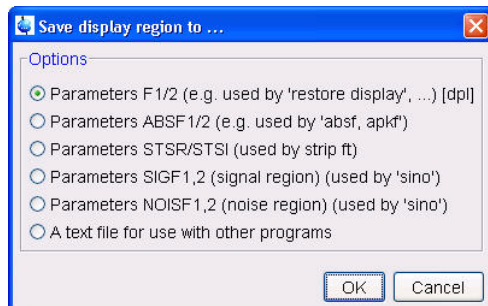 Save display region to ...
Options
Parameters F1/2 (e.g. used by 'restore display', ...) [dpl]
Parameters ABSF1/2 (e.g. used by 'absf, apkf')
Parameters STSR/STSI (used by strip ft)
Parameters SIGF1,2 (signal region) (used by 'sino')
Parameters NOISF1,2 (noise region) (used by 'sino')
A text file for use with other programs
OK Cancel